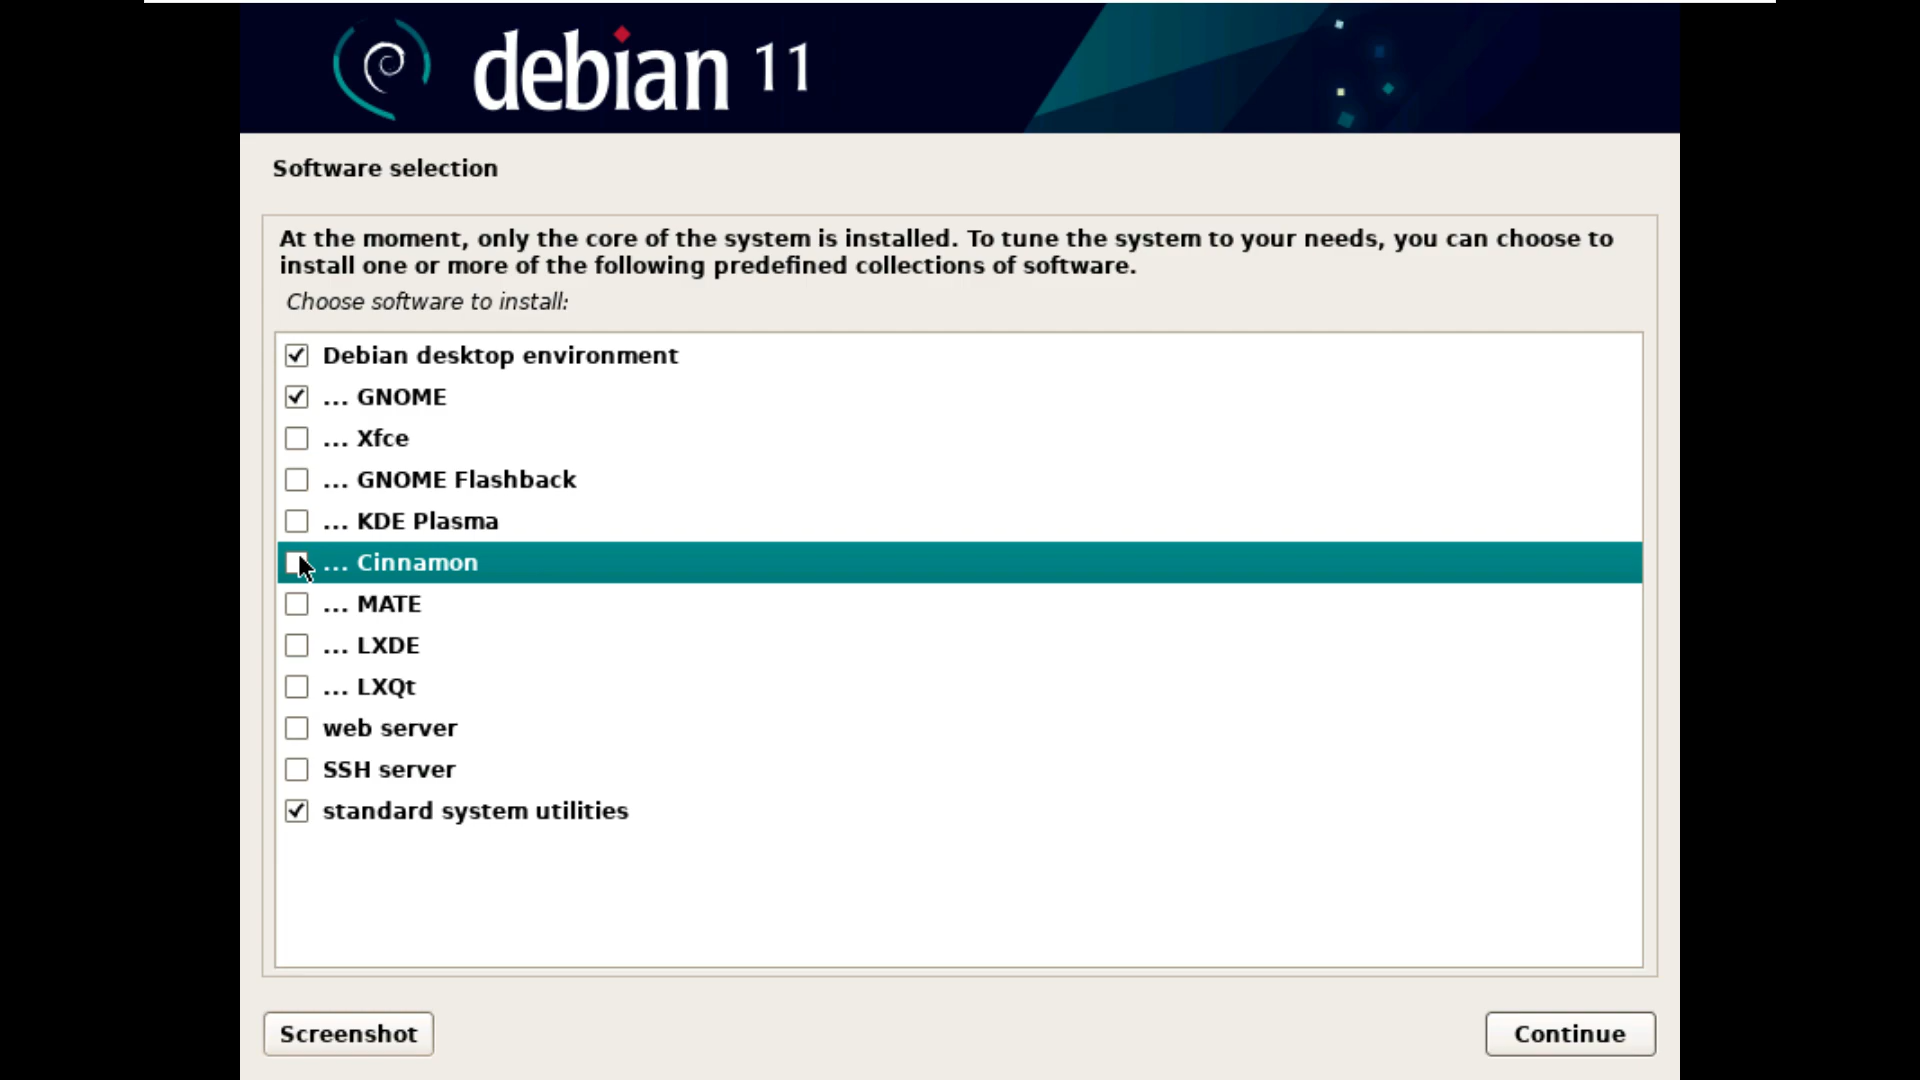 debian 11
Software selection
At the moment, only the core of the system is installed. To tune the system to your needs, you can choose to
install one or more of the following predefined collections of software.
Choose software to install:
Debian desktop environment
... GNOME
... Xfce
... GNOME Flashback
... KDE Plasma
... Cinnamon
... MATE
... LXDE
... LXQt
web server
SSH server
standard system utilities
Screenshot
Continue